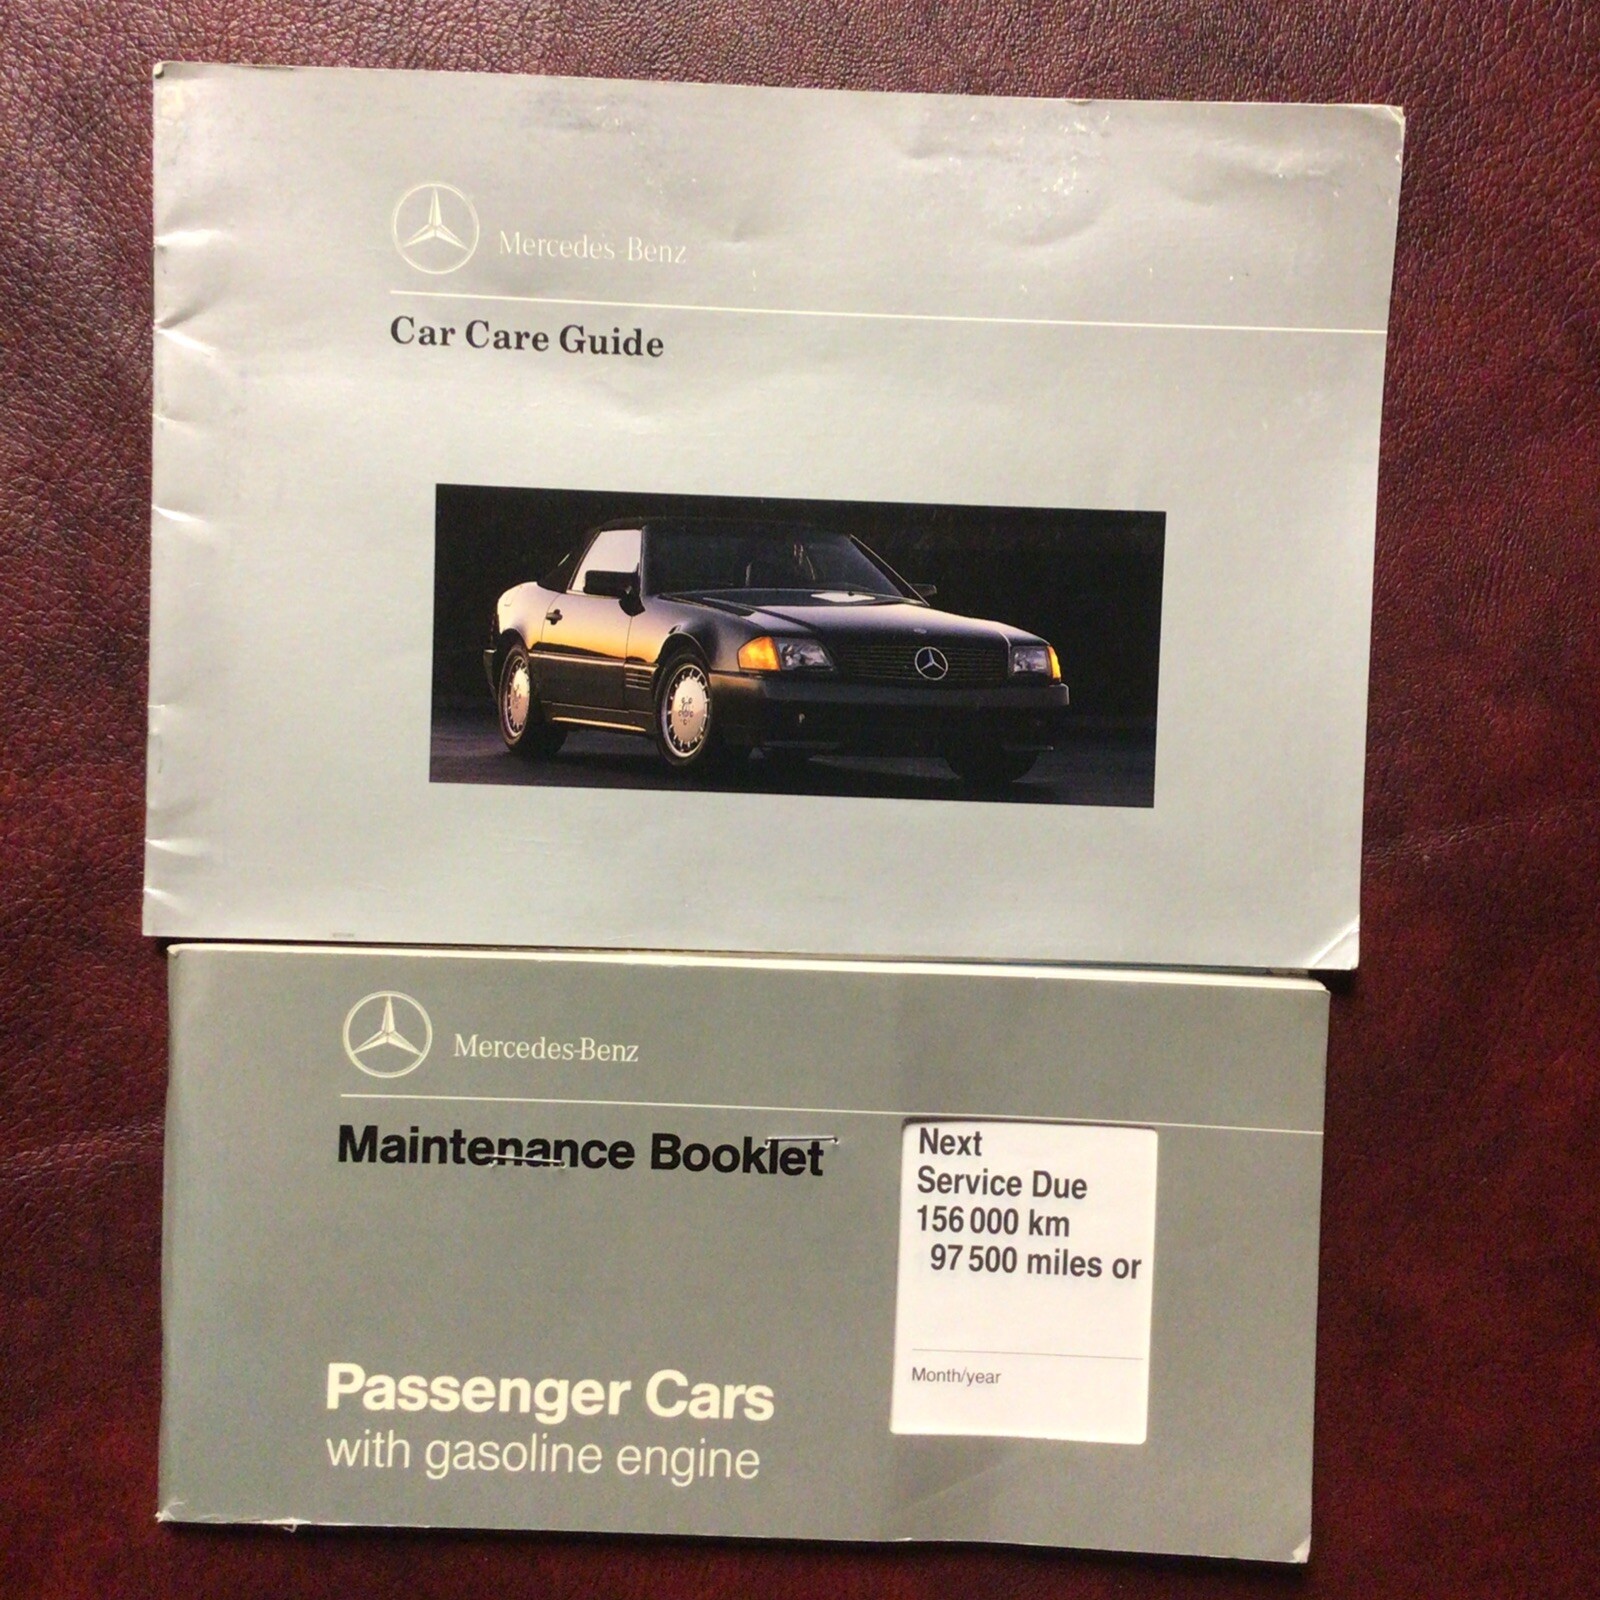 Mercedes-Benz
Car Care Guide
Mercedes-Benz
Maintenance Booklet
Next
Service Due
156 000 km
97 500 miles or
Month/year
Passenger Cars
with gasoline engine